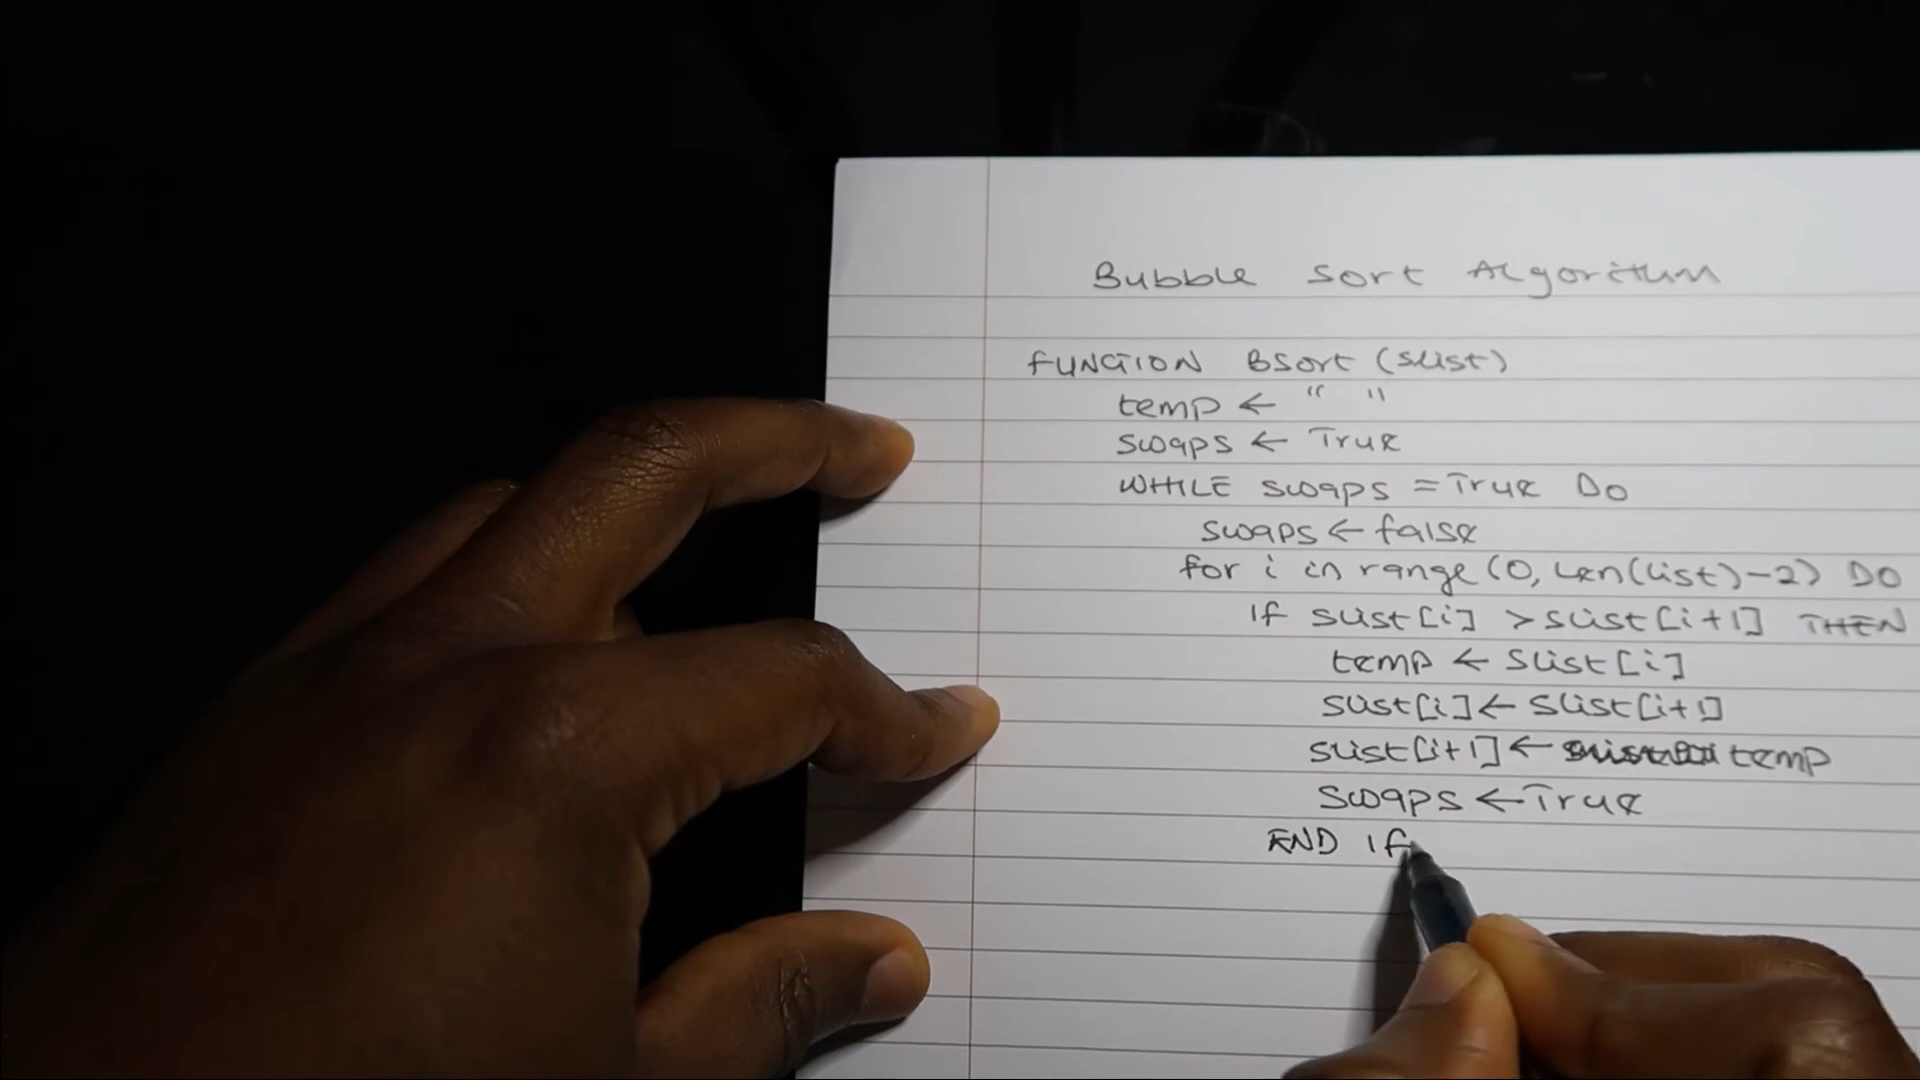 Bubble Sort Algorithm
FUNCTION BSort (slist)
temp ← " "
swaps ← True
WHILE swaps = True Do
swaps ← false
for i in range (0, Len(list)-2) DO
If slist[i] > slist[i+1] THEN
temp ← Slist[i]
slist[i] ← Slist[i+1]
slist[i+1] ← temp
swaps ← True
END If